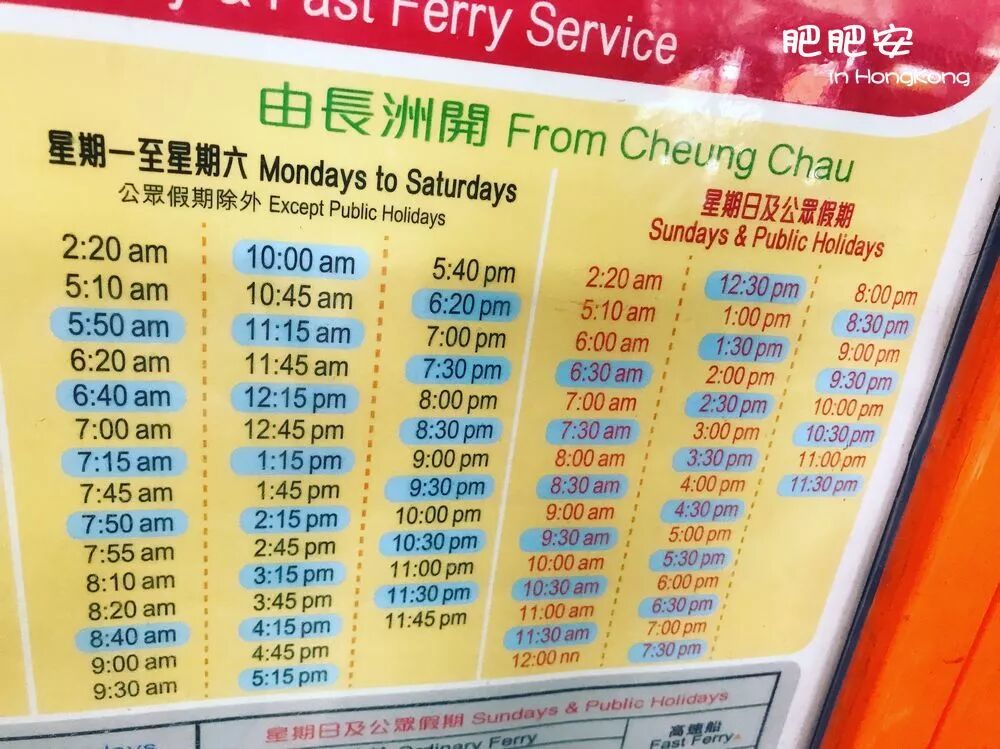 y & Fast Ferry Service
肥肥安
in HongKong
由長洲開 From Cheung Chau
星期一至星期六 Mondays to Saturdays
公眾假期除外 Except Public Holidays
2:20 am
5:10 am
5:50 am
6:20 am
6:40 am
7:00 am
7:15 am
7:45 am
7:50 am
7:55 am
8:10 am
8:20 am
8:40 am
9:00 am
9:30 am
10:00 am
10:45 am
11:15 am
11:45 am
12:15 pm
12:45 pm
1:15 pm
1:45 pm
2:15 pm
2:45 pm
3:15 pm
3:45 pm
4:15 pm
4:45 pm
5:15 pm
5:40 pm
6:20 pm
7:00 pm
7:30 pm
8:00 pm
8:30 pm
9:00 pm
9:30 pm
10:00 pm
10:30 pm
11:00 pm
11:30 pm
11:45 pm
星期日及公眾假期
Sundays & Public Holidays
2:20 am
5:10 am
6:00 am
6:30 am
7:00 am
7:30 am
8:00 am
8:30 am
9:00 am
9:30 am
10:00 am
10:30 am
11:00 am
11:30 am
12:00 nn
12:30 pm
1:00 pm
1:30 pm
2:00 pm
2:30 pm
3:00 pm
3:30 pm
4:00 pm
4:30 pm
5:00 pm
5:30 pm
6:00 pm
6:30 pm
7:00 pm
7:30 pm
8:00 pm
8:30 pm
9:00 pm
9:30 pm
10:00 pm
10:30 pm
11:00 pm
11:30 pm
星期日及公眾假期 Sundays & Public Holidays
Ordinary Ferry
高速船
Fast Ferry